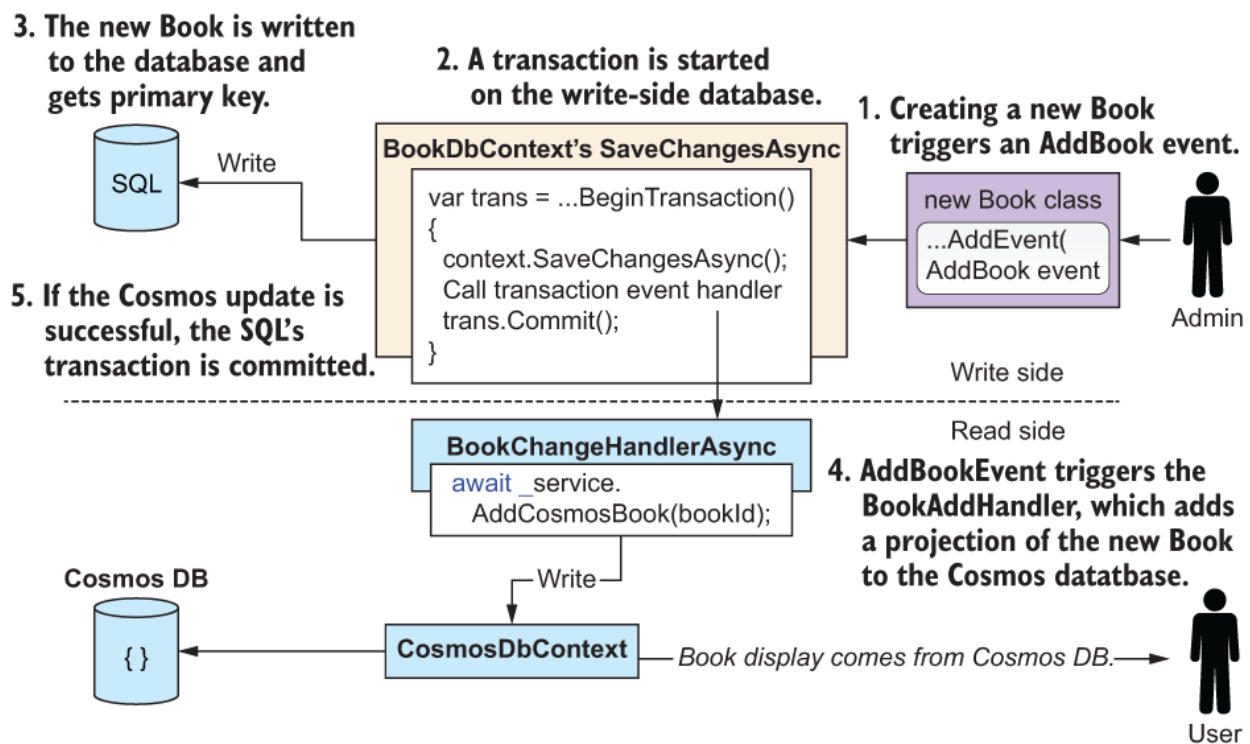 3. The new Book is written
to the database and
gets primary key.
2. A transaction is started
on the write-side database.
1. Creating a new Book
triggers an AddBook event.
BookDbContext's SaveChangesAsync
var trans = ...BeginTransaction()
{
context.SaveChangesAsync();
Call transaction event handler
trans.Commit();
}
Write
SQL
new Book class
...AddEvent(
AddBook event
Admin
5. If the Cosmos update is
successful, the SQL's
transaction is committed.
Write side
Read side
BookChangeHandlerAsync
await _service.
AddCosmosBook(bookId);
4. AddBookEvent triggers the
BookAddHandler, which adds
a projection of the new Book
to the Cosmos datatbase.
Write
Cosmos DB
{ }
CosmosDbContext
Book display comes from Cosmos DB.
User